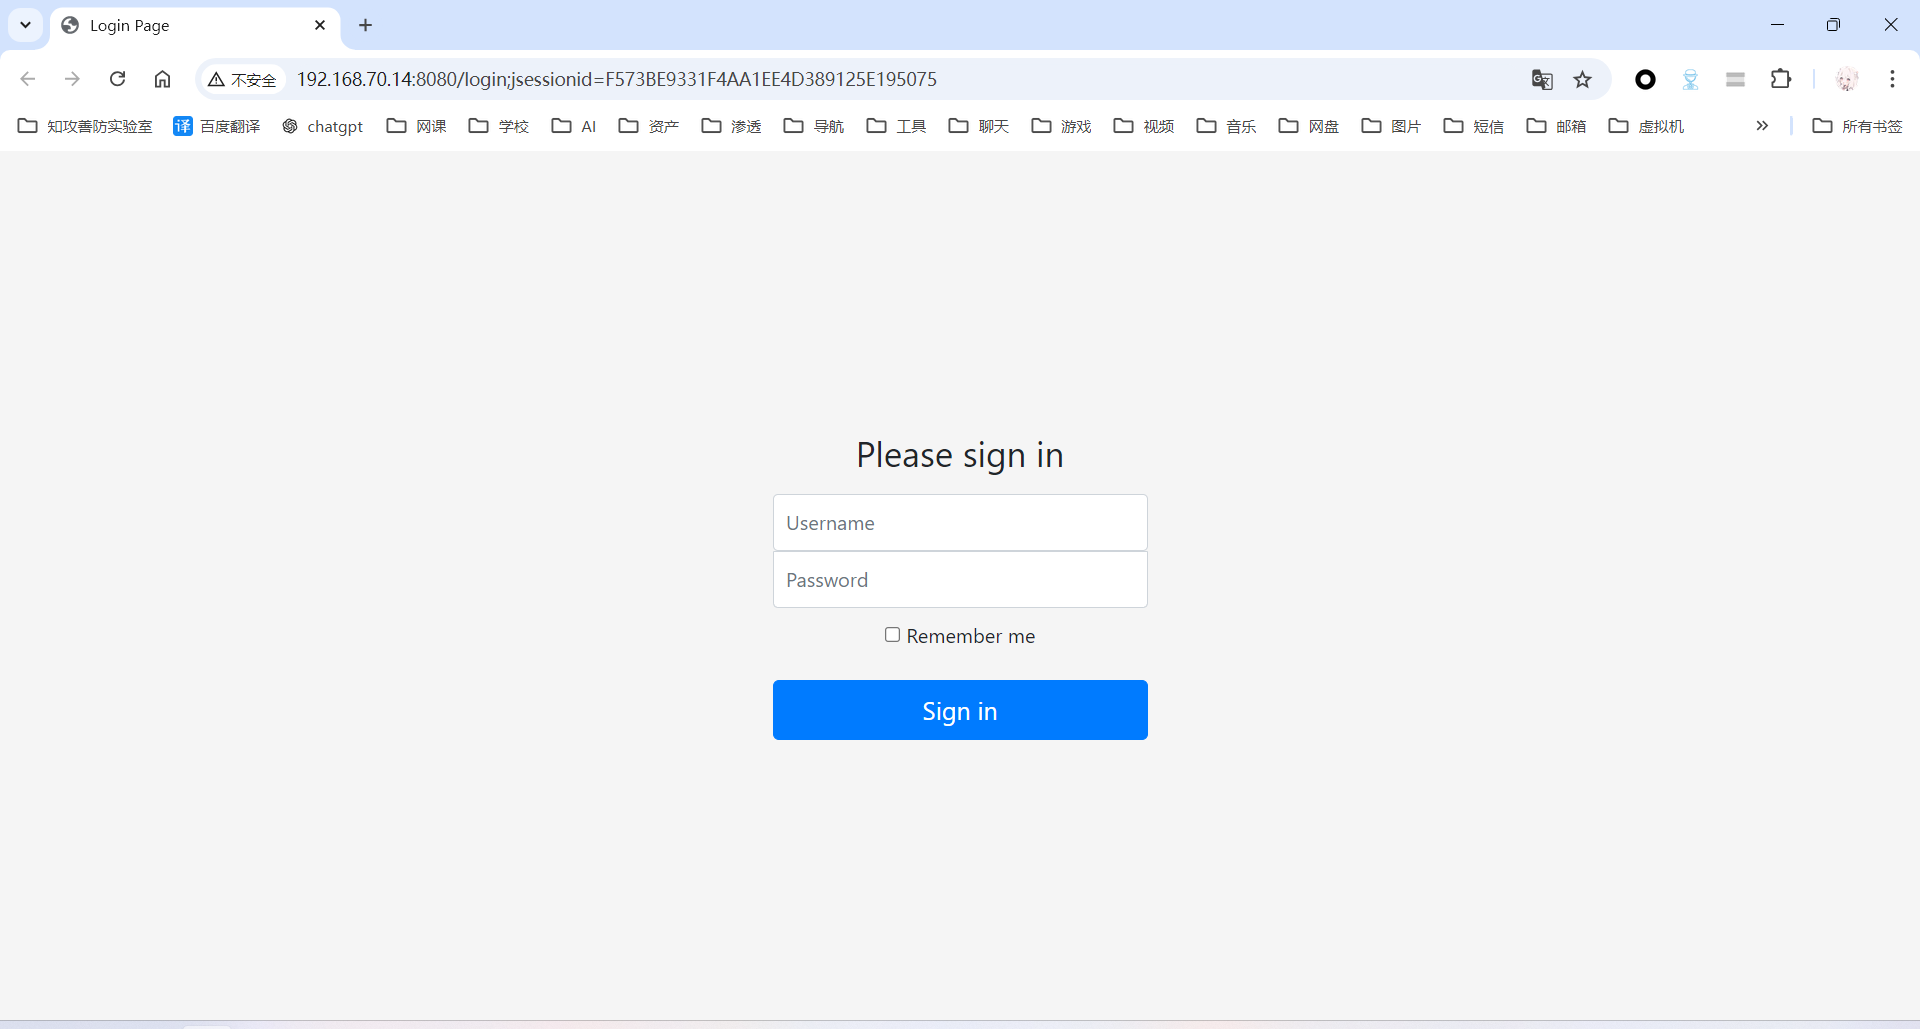 Login Page
不安全 192.168.70.14:8080/login;jsessionid=F573BE9331F4AA1EE4D389125E195075
知攻善防实验室 译 百度翻译 chatgpt 网课 学校 AI 资产 渗透 导航 工具 聊天 游戏 视频 音乐 网盘 图片 短信 邮箱 虚拟机 » 所有书签
Please sign in
Username
Password
Remember me
Sign in